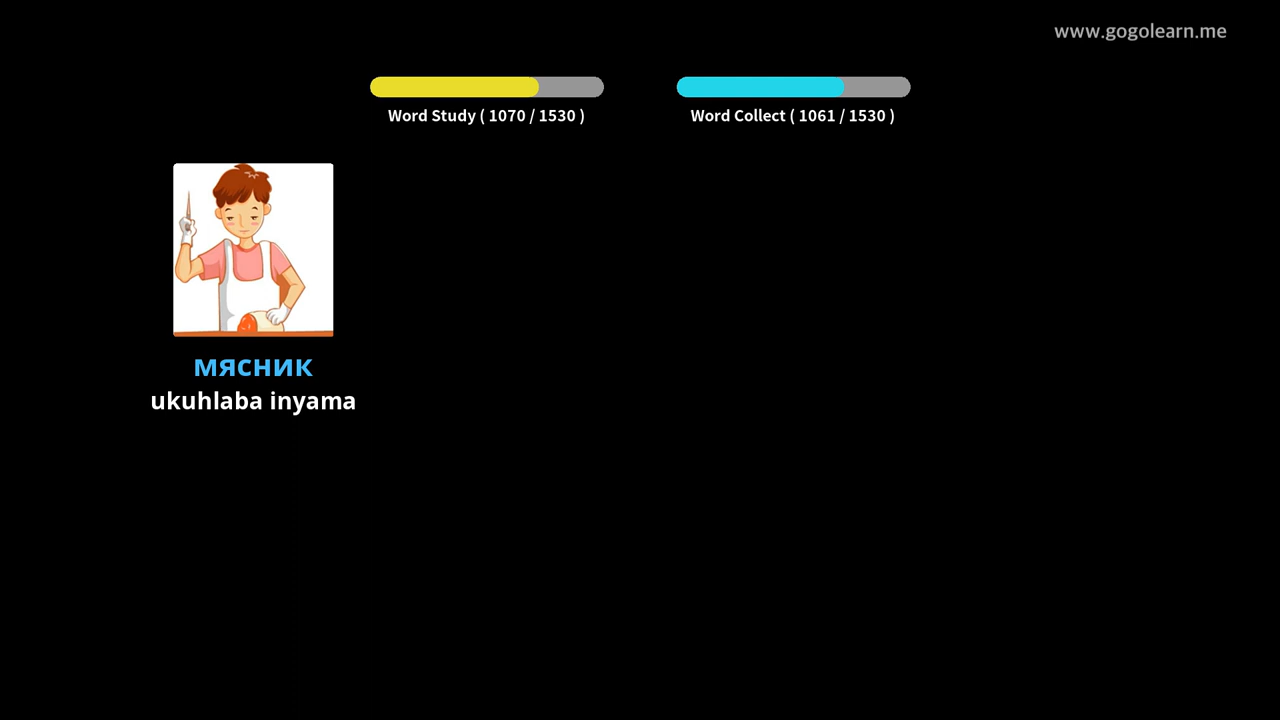 www.gogolearn.me
Word Study ( 1070 / 1530 )
Word Collect ( 1061 / 1530 )
мясник
ukuhlaba inyama